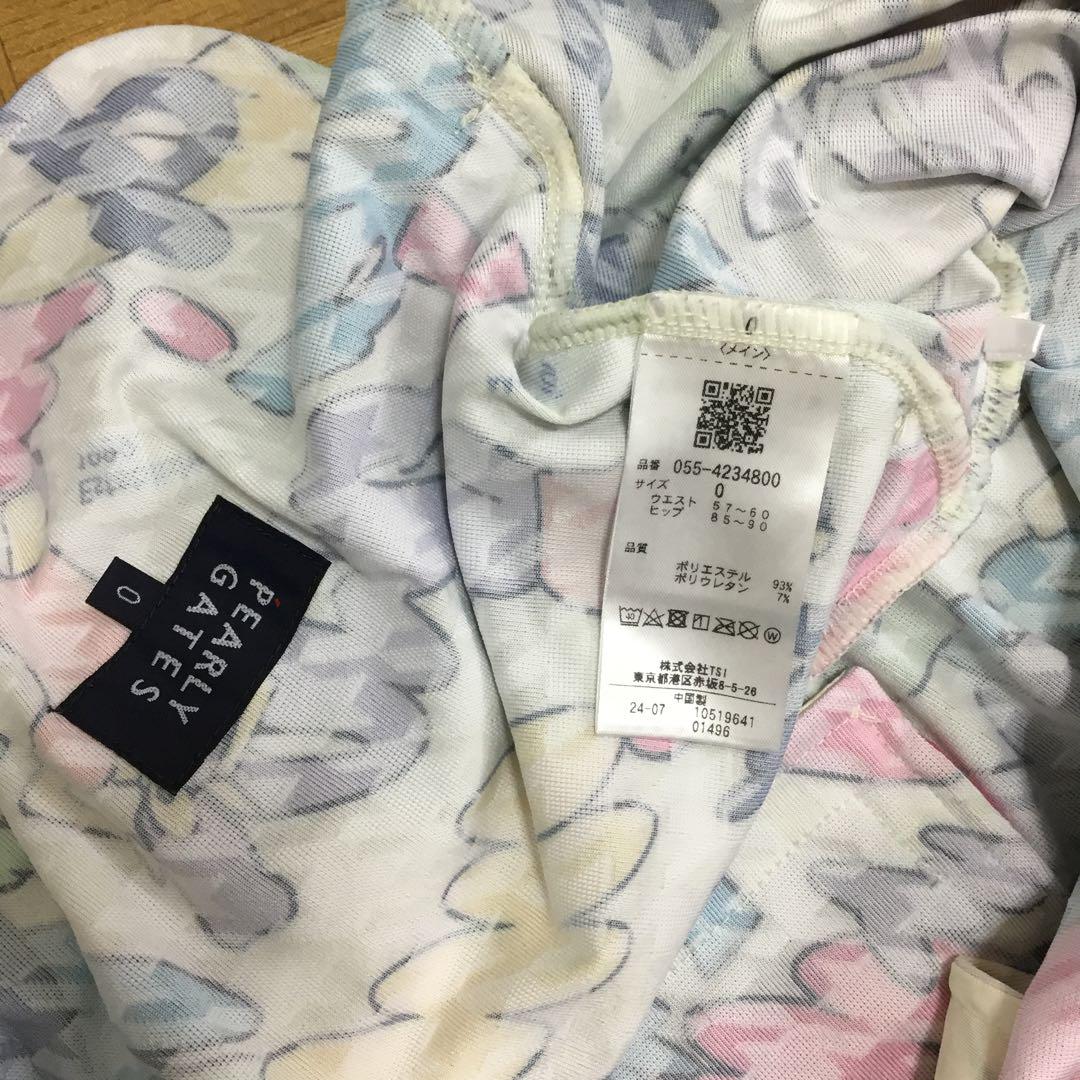 PEARLY
GATES
0
0
〈メイン〉
品番 055-4234800
サイズ 0
ウエスト 57～60
ヒップ 85～90
品質
ポリエステル 93%
ポリウレタン 7%
40
W
株式会社TSI
東京都港区赤坂8-5-26
中国製
24-07 10519641
01496